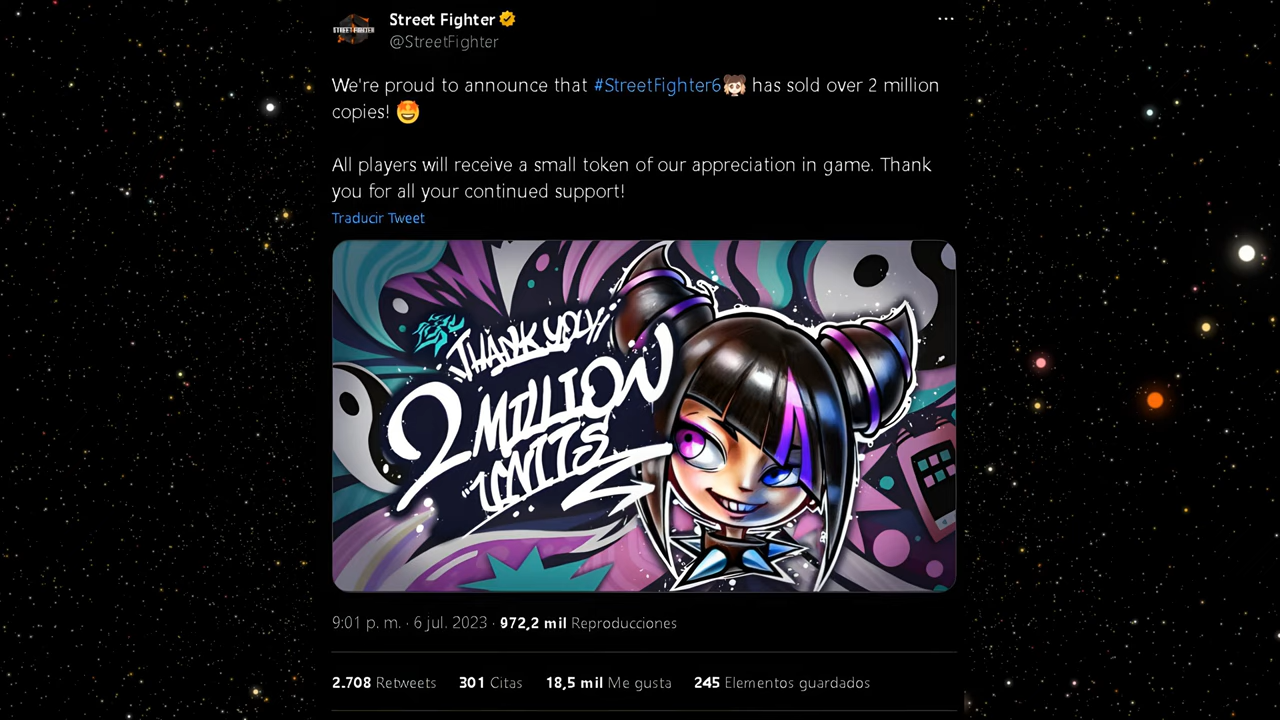 Street Fighter
@StreetFighter
We're proud to announce that #StreetFighter6 has sold over 2 million
copies! 🤩
All players will receive a small token of our appreciation in game. Thank
you for all your continued support!
Traducir Tweet
THANK YOU!
2 MILLION
UNITS
9:01 p. m. · 6 jul. 2023 · 972,2 mil Reproducciones
2.708 Retweets 301 Citas 18,5 mil Me gusta 245 Elementos guardados